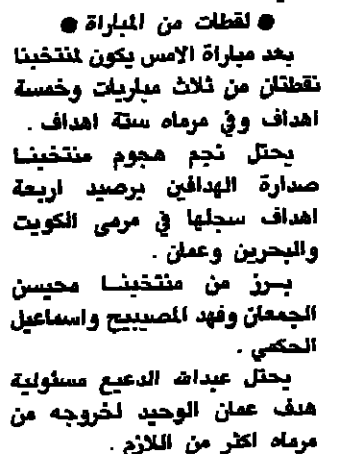 ● لقطات من المباراة ●
بعد مباراة الامس يكون لمنتخبنا
نقطتان من ثلاث مباريات وخمسة
اهداف وفي مرماه ستة اهداف .
يحتل نجم هجوم منتخبنا
صدارة الهدافين برصيد اربعة
اهداف سجلها في مرمى الكويت
والبحرين وعمان .
برز من منتخبنا محيسن
الجمعان وفهد المصيبيح واسماعيل
الحكمي .
يحتل عبدالله الدعيع مسئولية
هدف عمان الوحيد لخروجه من
مرماه اكثر من اللازم .